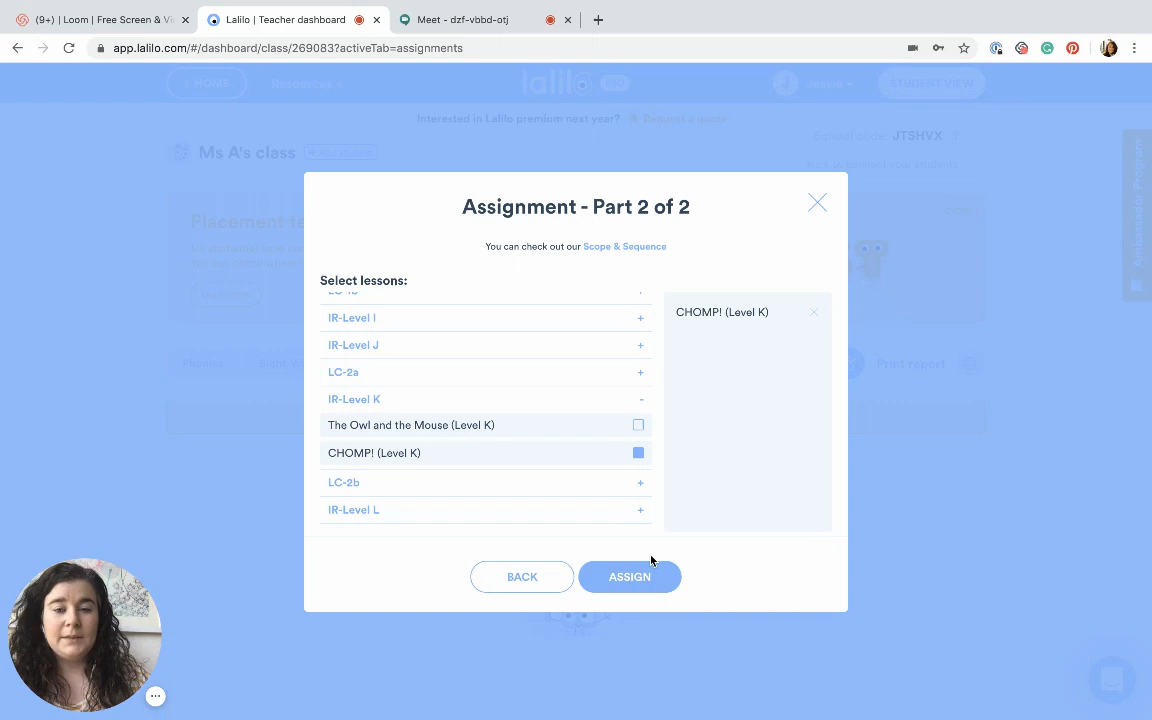 (9+) | Loom | Free Screen & Vi
Lalilo | Teacher dashboard
Meet - dzf-vbbd-otj
app.lalilo.com/#/dashboard/class/269083?activeTab=assignments
HOME
Resources
lalilo
Jessie
STUDENT VIEW
Interested in Lalilo premium next year?
Request a quote
School code: JTSHVX
Ms A's class
Placement te
Ambassador Program
Assignment - Part 2 of 2
You can check out our Scope & Sequence
Select lessons:
IR-Level I +
IR-Level J +
LC-2a +
IR-Level K -
The Owl and the Mouse (Level K)
CHOMP! (Level K)
LC-2b +
IR-Level L +
CHOMP! (Level K)
Phonics
Sight W
Print report
BACK
ASSIGN